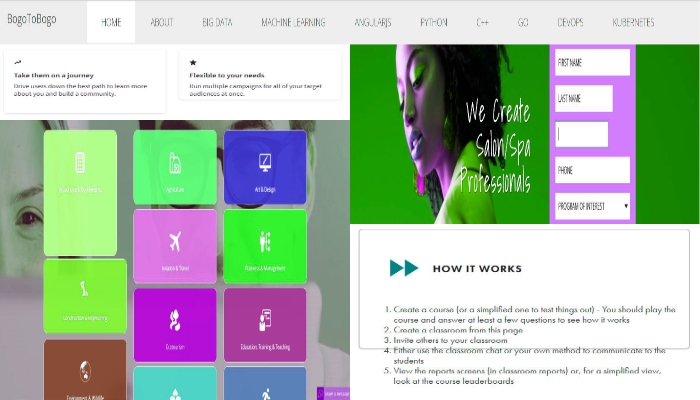 BogoToBogo
HOME
ABOUT
BIG DATA
MACHINE LEARNING
ANGULARJS
PYTHON
C++
GO
DEVOPS
KUBERNETES
Take them on a journey
Drive users down the best path to learn more
about you and build a community.
Flexible to your needs
Run multiple campaigns for all of your target
audiences at once.
Agriculture
Art & Design
Aviation & Travel
Business & Management
Construction & Engineering
Ecotourism
Education, Training & Teaching
Environment & Wildlife
We Create
Salon/Spa
Professionals
FIRST NAME
LAST NAME
PHONE
PROGRAM OF INTEREST
HOW IT WORKS
1. Create a course (or a simplified one to test things out) - You should play the
course and answer at least a few questions to see how it works
2. Create a classroom from this page
3. Invite others to your classroom
4. Either use the classroom chat or your own method to communicate to the
students
5. View the reports screens (in classroom reports) or, for a simplified view,
look at the course leaderboards